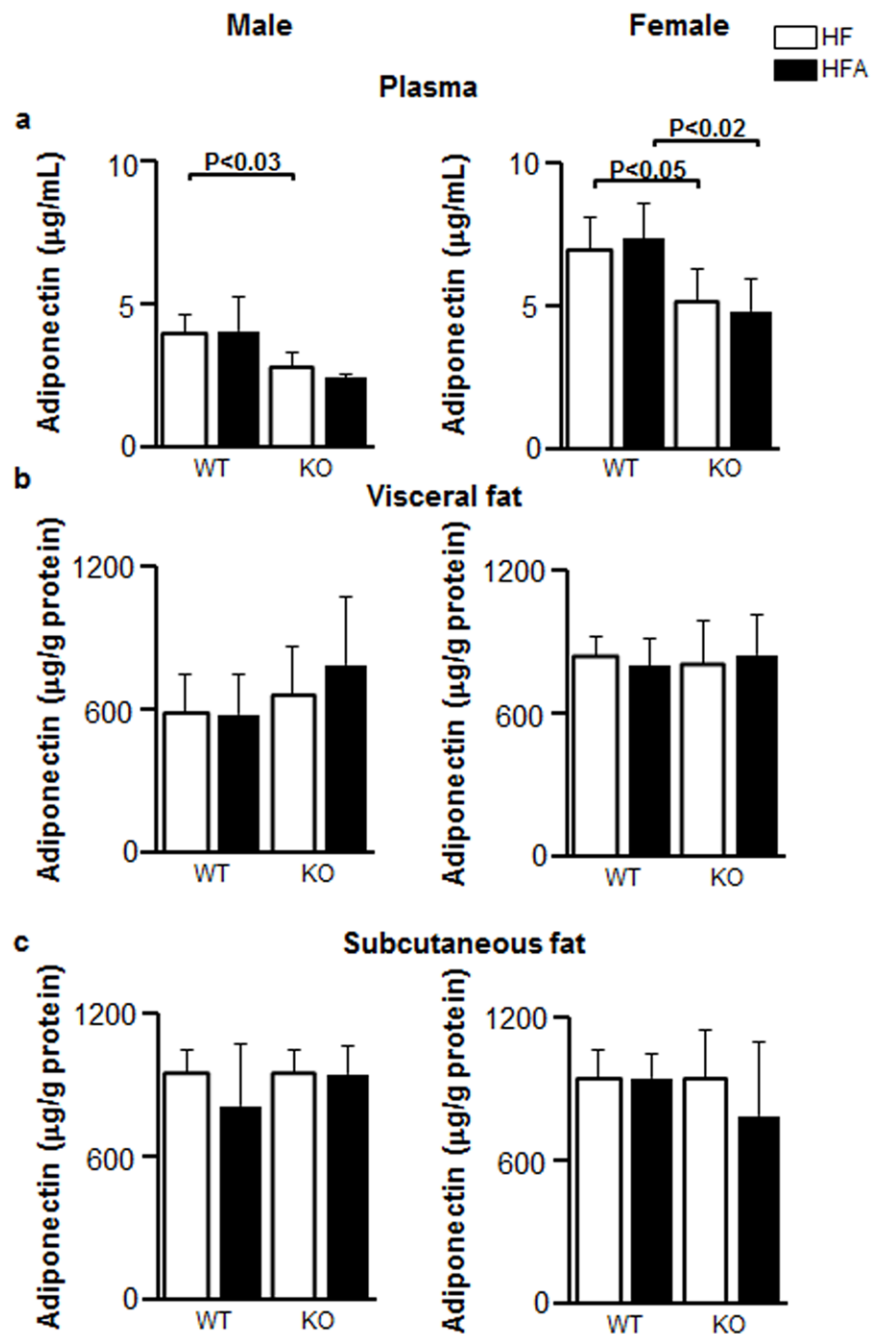 Male
Female
HF
HFA
Plasma
a
Adiponectin (μg/mL)
10
5
0
P<0.03
WT
KO
Adiponectin (μg/mL)
10
5
0
P<0.05
P<0.02
WT
KO
b
Visceral fat
Adiponectin (μg/g protein)
1200
600
0
WT
KO
Adiponectin (μg/g protein)
1200
600
0
WT
KO
c
Subcutaneous fat
Adiponectin (μg/g protein)
1200
600
0
WT
KO
Adiponectin (μg/g protein)
1200
600
0
WT
KO